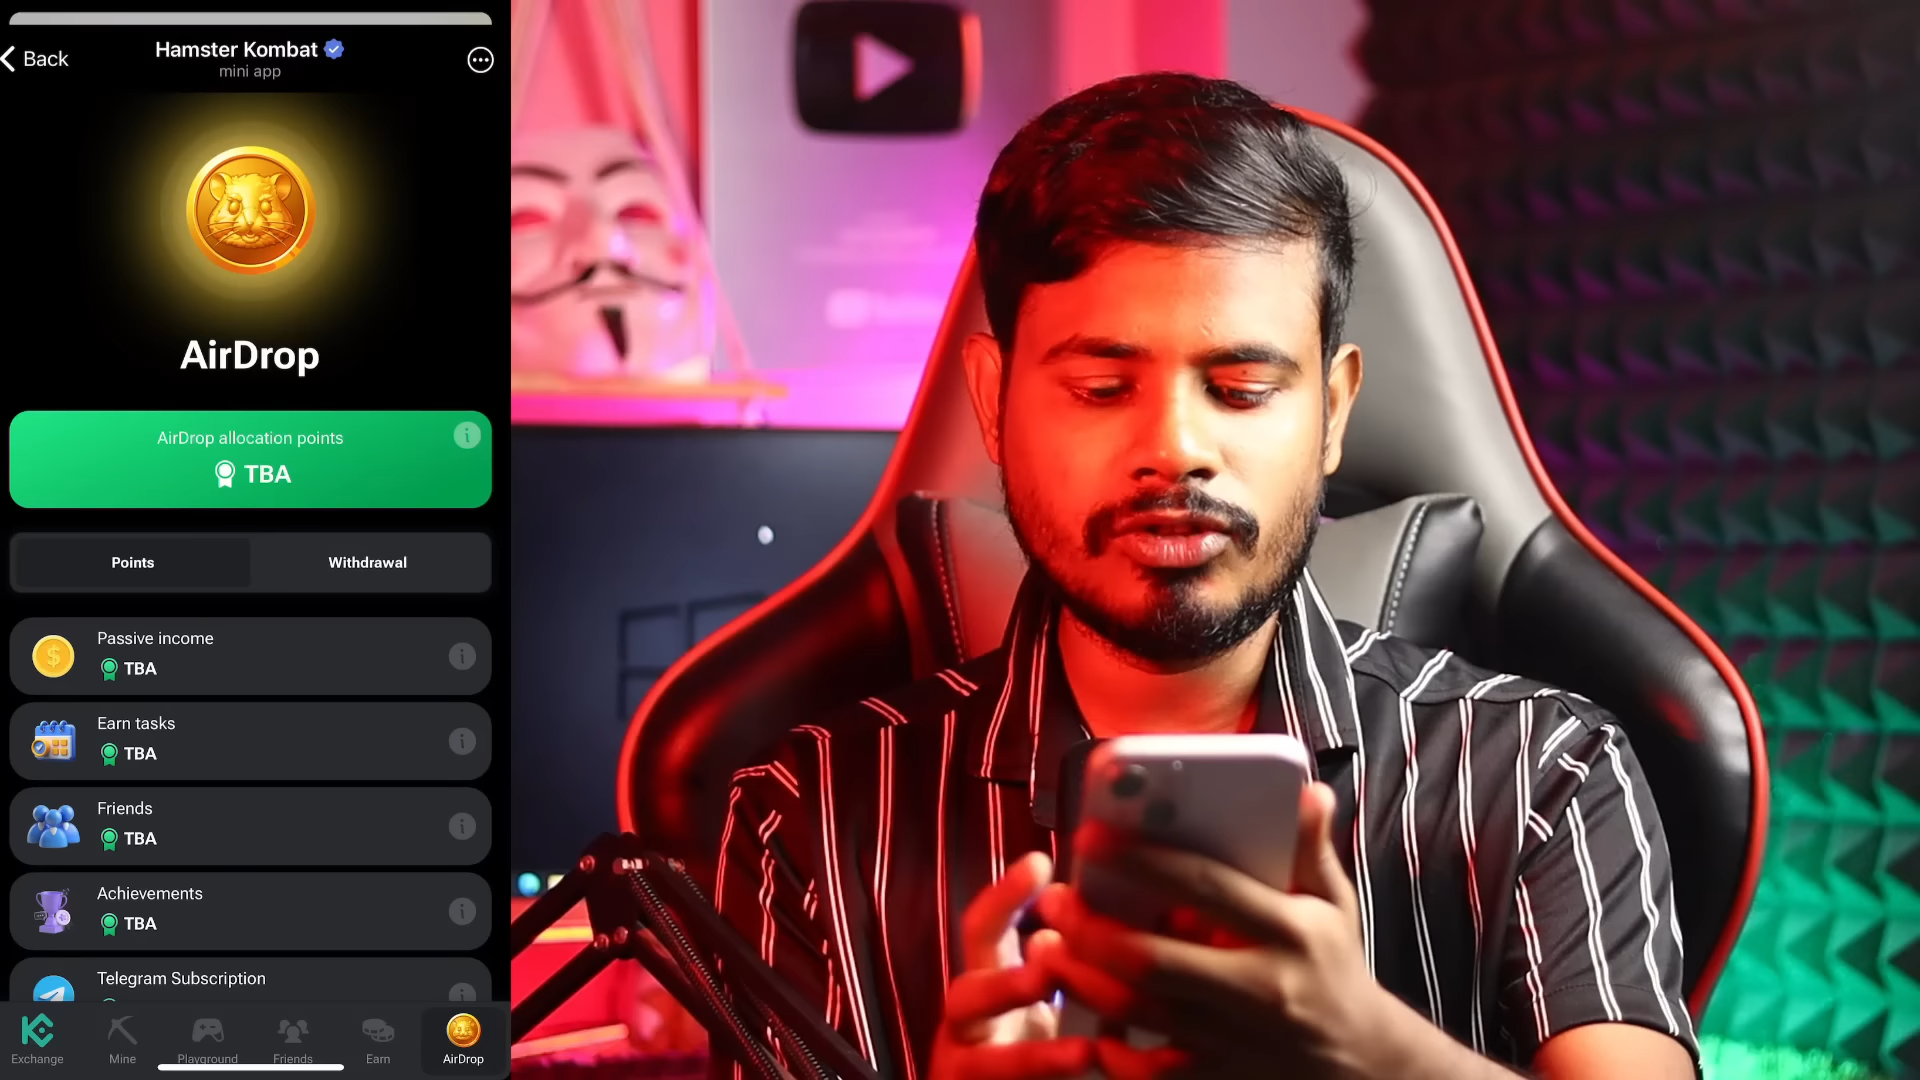 Back
Hamster Kombat
mini app
AirDrop
AirDrop allocation points
TBA
Points
Withdrawal
Passive income
TBA
Earn tasks
TBA
Friends
TBA
Achievements
TBA
Telegram Subscription
Exchange
Mine
Playground
Friends
Earn
AirDrop